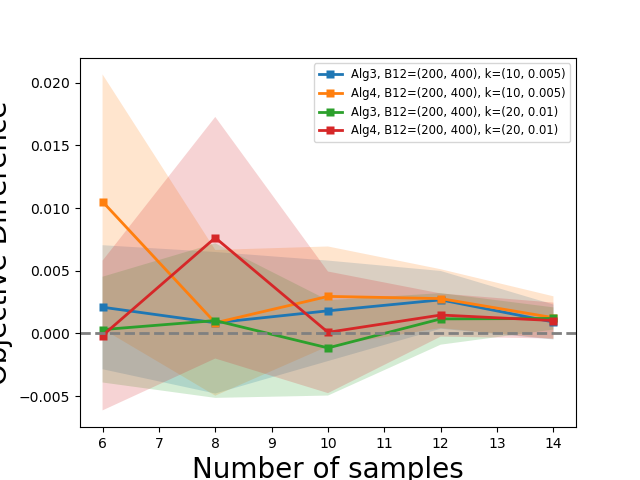 Alg3, B12=(200, 400), k=(10, 0.005)
Alg4, B12=(200, 400), k=(10, 0.005)
Alg3, B12=(200, 400), k=(20, 0.01)
Alg4, B12=(200, 400), k=(20, 0.01)
Objective Difference
0.020
0.015
0.010
0.005
0.000
−0.005
6 7 8 9 10 11 12 13 14
Number of samples